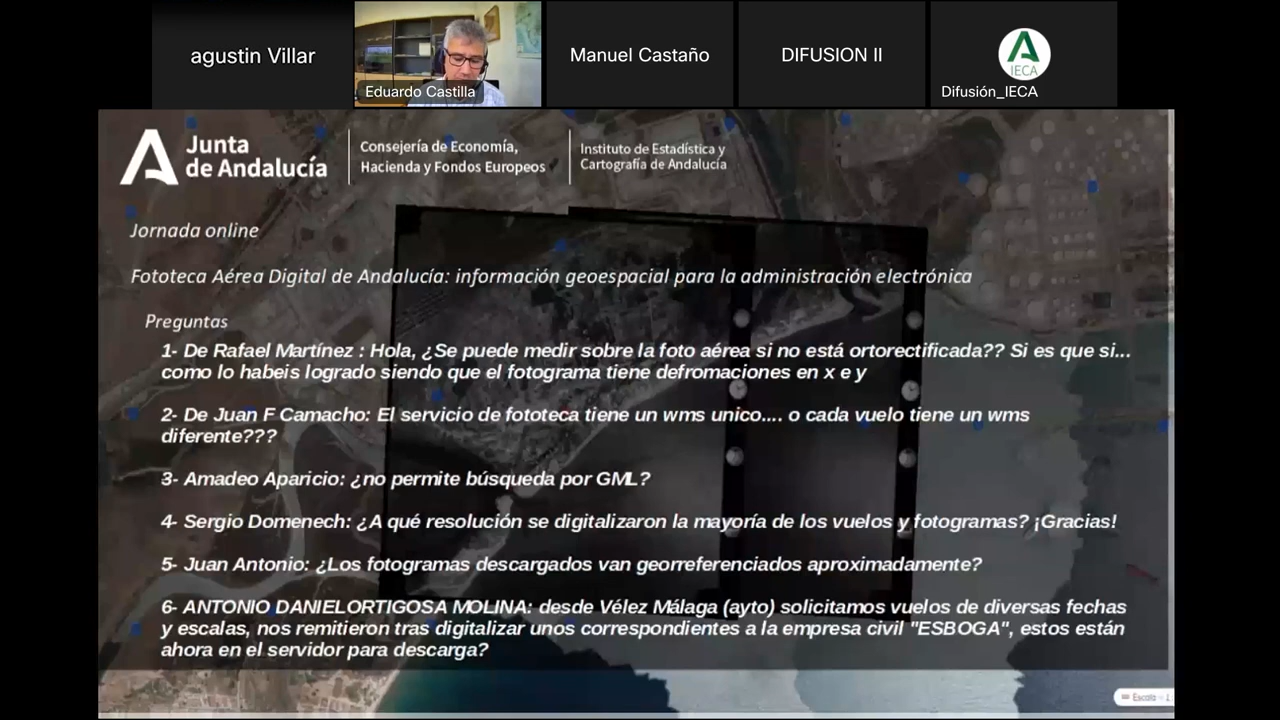 agustin Villar
Eduardo Castilla
Manuel Castaño
DIFUSION II
IECA
Difusión_IECA
Junta
de Andalucía
Consejería de Economía,
Hacienda y Fondos Europeos
Instituto de Estadística y
Cartografía de Andalucía
Jornada online
Fototeca Aérea Digital de Andalucía: información geoespacial para la administración electrónica
Preguntas
1- De Rafael Martínez : Hola, ¿Se puede medir sobre la foto aérea si no está ortorectificada?? Si es que si...
como lo habeis logrado siendo que el fotograma tiene defromaciones en x e y
2- De Juan F Camacho: El servicio de fototeca tiene un wms unico.... o cada vuelo tiene un wms
diferente???
3- Amadeo Aparicio: ¿no permite búsqueda por GML?
4- Sergio Domenech: ¿A qué resolución se digitalizaron la mayoría de los vuelos y fotogramas? ¡Gracias!
5- Juan Antonio: ¿Los fotogramas descargados van georreferenciados aproximadamente?
6- ANTONIO DANIELORTIGOSA MOLINA: desde Vélez Málaga (ayto) solicitamos vuelos de diversas fechas
y escalas, nos remitieron tras digitalizar unos correspondientes a la empresa civil "ESBOGA", estos están
ahora en el servidor para descarga?
Escala